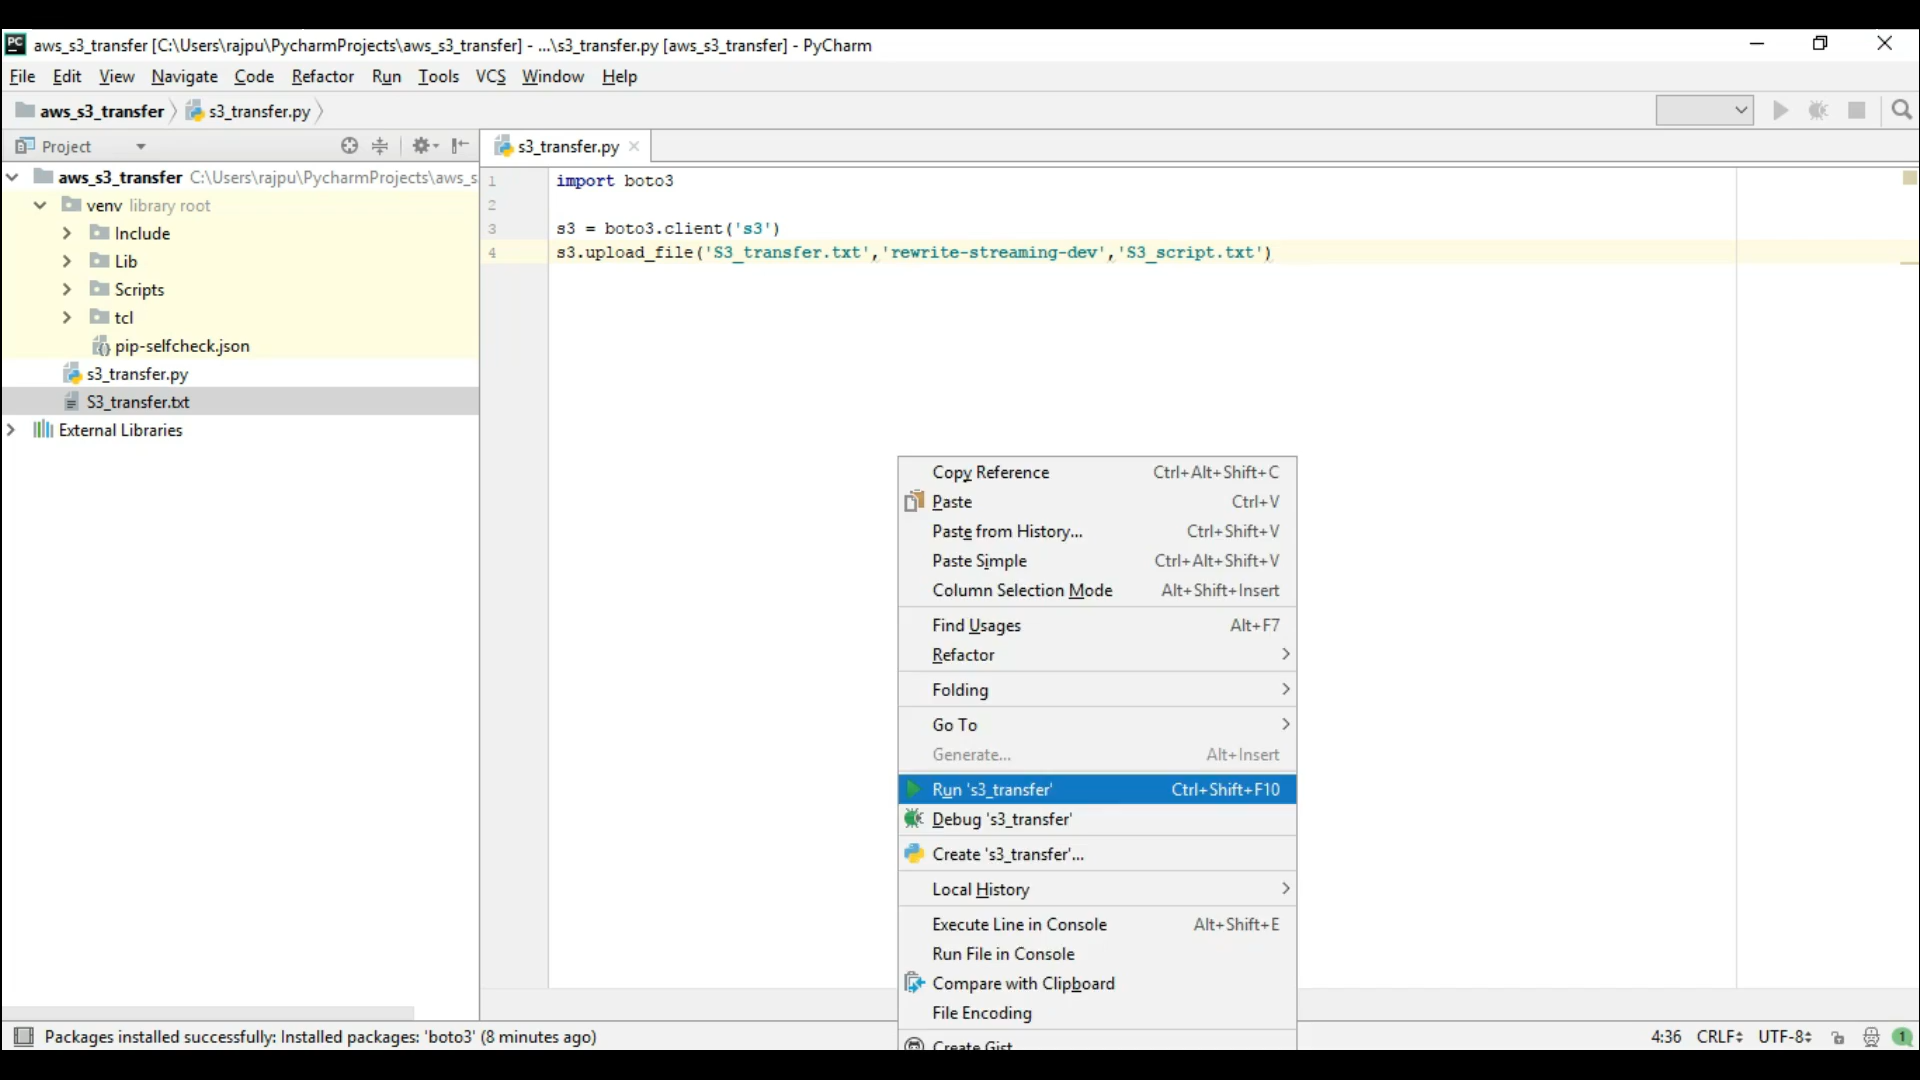 PC aws_s3_transfer [C:\Users\rajpu\PycharmProjects\aws_s3_transfer] - ...\s3_transfer.py [aws_s3_transfer] - PyCharm
File Edit View Navigate Code Refactor Run Tools VCS Window Help
aws_s3_transfer s3_transfer.py
Project
s3_transfer.py
aws_s3_transfer C:\Users\rajpu\PycharmProjects\aws_s
venv library root
Include
Lib
Scripts
tcl
pip-selfcheck.json
s3_transfer.py
S3_transfer.txt
External Libraries
1 import boto3
2
3 s3 = boto3.client('s3')
4 s3.upload_file('S3_transfer.txt','rewrite-streaming-dev','S3_script.txt')
Copy Reference Ctrl+Alt+Shift+C
Paste Ctrl+V
Paste from History... Ctrl+Shift+V
Paste Simple Ctrl+Alt+Shift+V
Column Selection Mode Alt+Shift+Insert
Find Usages Alt+F7
Refactor
Folding
Go To
Generate... Alt+Insert
Run 's3_transfer' Ctrl+Shift+F10
Debug 's3_transfer'
Create 's3_transfer'...
Local History
Execute Line in Console Alt+Shift+E
Run File in Console
Compare with Clipboard
File Encoding
Create Gist
Packages installed successfully: Installed packages: 'boto3' (8 minutes ago)
4:36 CRLF UTF-8 1